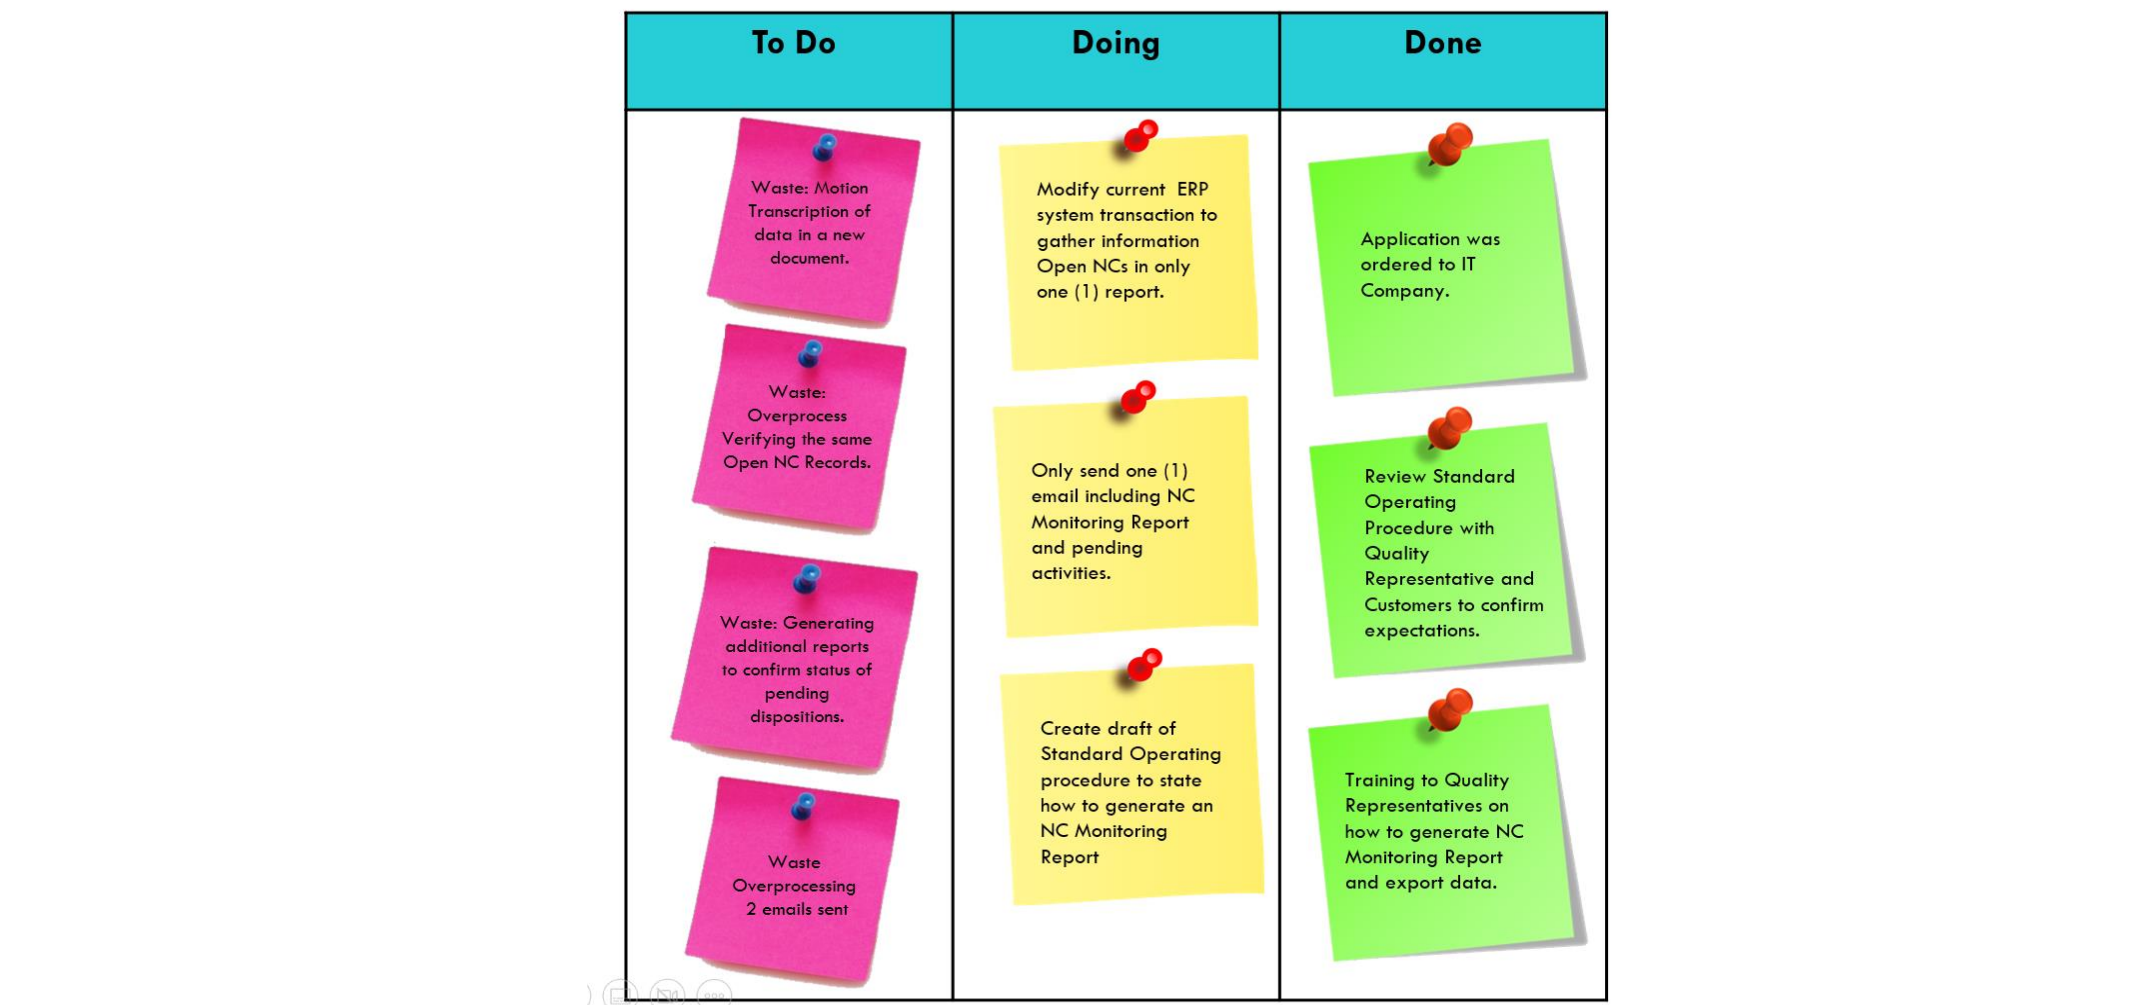 To Do
Doing
Done
Waste: Motion
Transcription of
data in a new
document.
Waste:
Overprocess
Verifying the same
Open NC Records.
Waste: Generating
additional reports
to confirm status of
pending
dispositions.
Waste
Overprocessing
2 emails sent
Modify current ERP
system transaction to
gather information
Open NCs in only
one (1) report.
Only send one (1)
email including NC
Monitoring Report
and pending
activities.
Create draft of
Standard Operating
procedure to state
how to generate an
NC Monitoring
Report
Application was
ordered to IT
Company.
Review Standard
Operating
Procedure with
Quality
Representative and
Customers to confirm
expectations.
Training to Quality
Representatives on
how to generate NC
Monitoring Report
and export data.